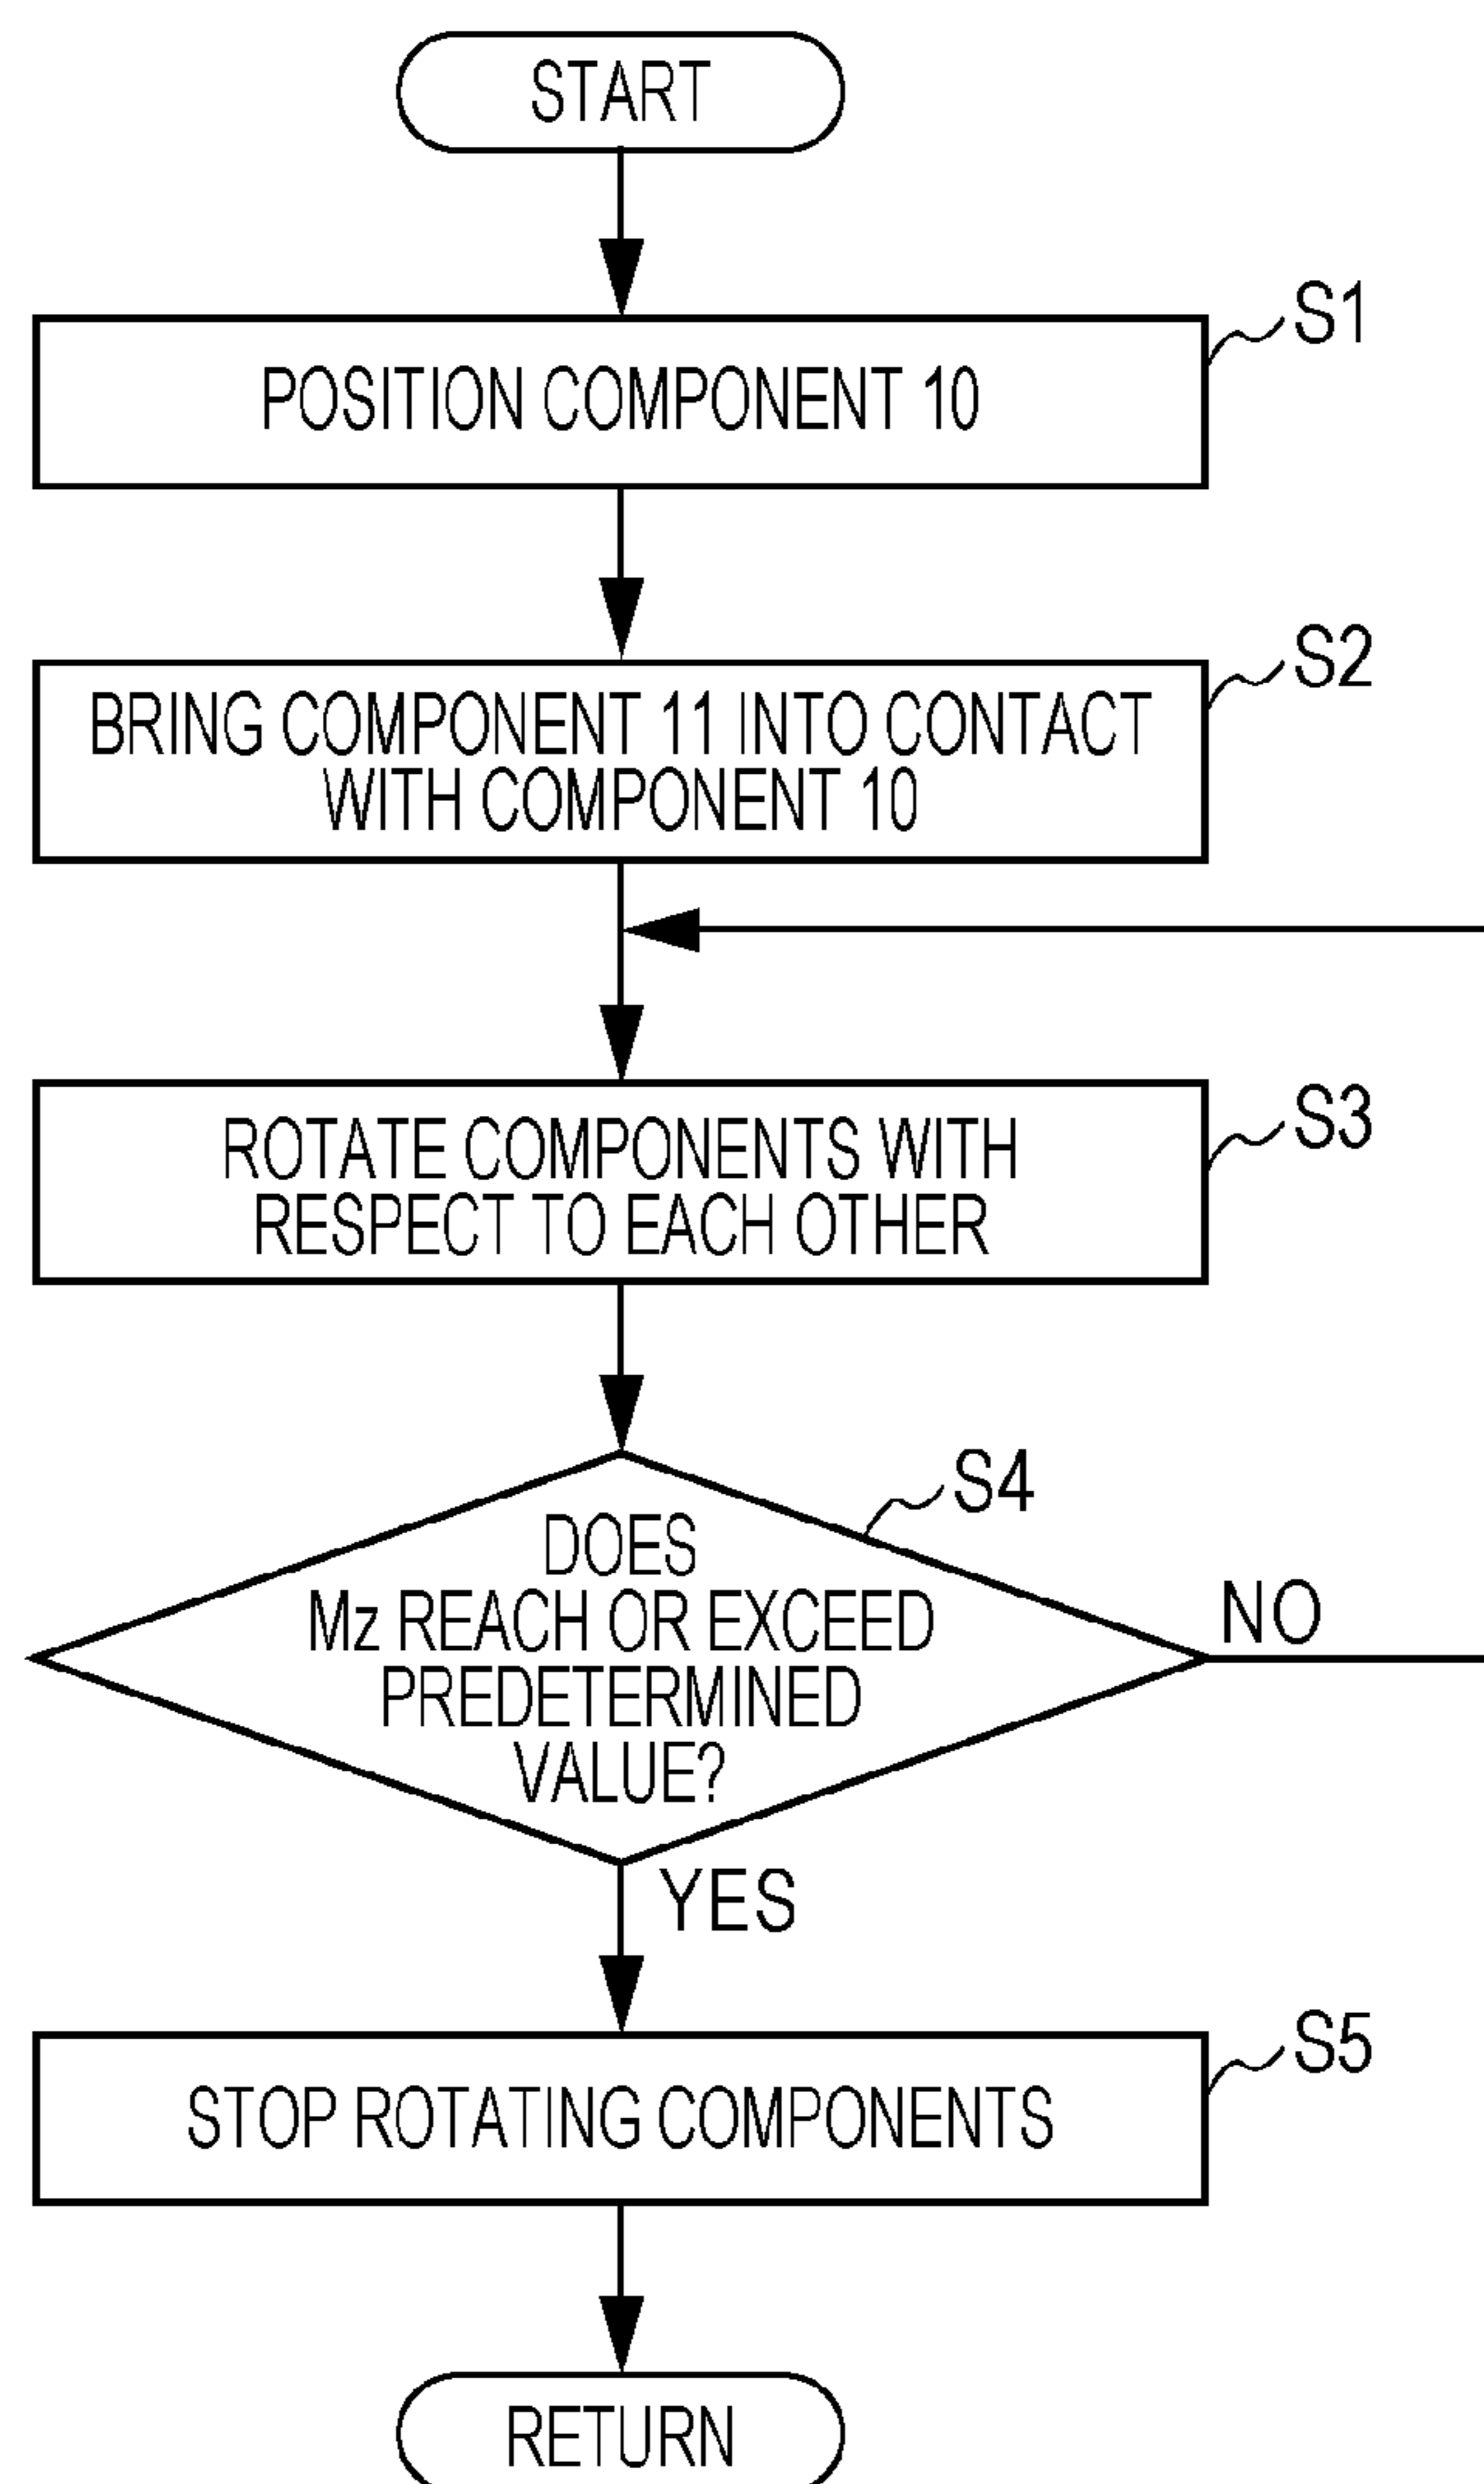 START
S1
POSITION COMPONENT 10
S2
BRING COMPONENT 11 INTO CONTACT
WITH COMPONENT 10
S3
ROTATE COMPONENTS WITH
RESPECT TO EACH OTHER
S4
DOES
Mz REACH OR EXCEED
PREDETERMINED
VALUE?
NO
YES
S5
STOP ROTATING COMPONENTS
RETURN